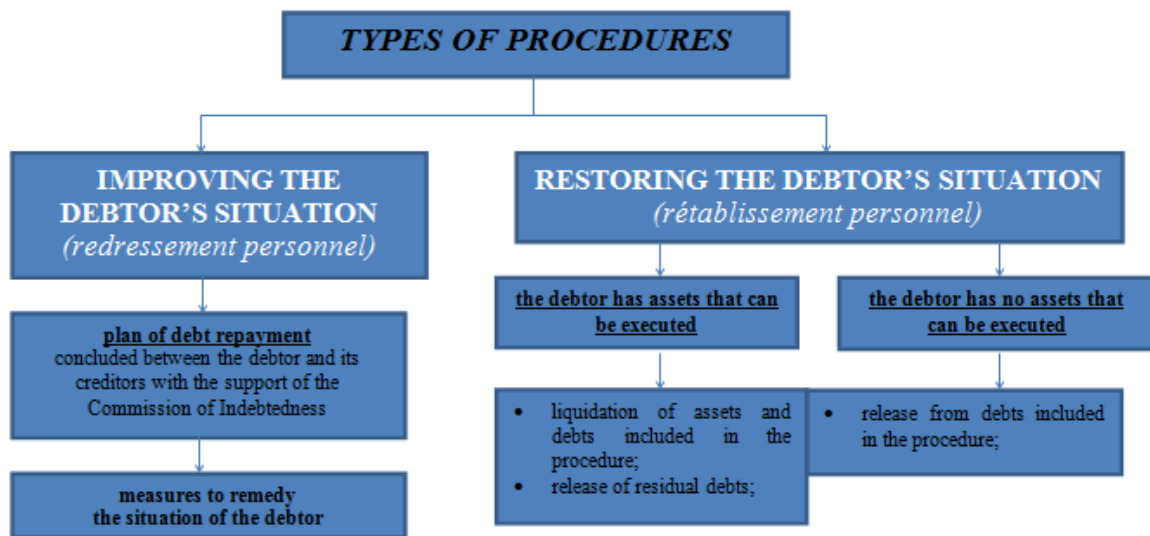 TYPES OF PROCEDURES
IMPROVING THE
DEBTOR’S SITUATION
(redressement personnel)
RESTORING THE DEBTOR’S SITUATION
(rétablissement personnel)
plan of debt repayment
concluded between the debtor and its
creditors with the support of the
Commission of Indebtedness
measures to remedy
the situation of the debtor
the debtor has assets that can
be executed
the debtor has no assets that
can be executed
• liquidation of assets and
debts included in the
procedure;
• release of residual debts;
• release from debts included
in the procedure;